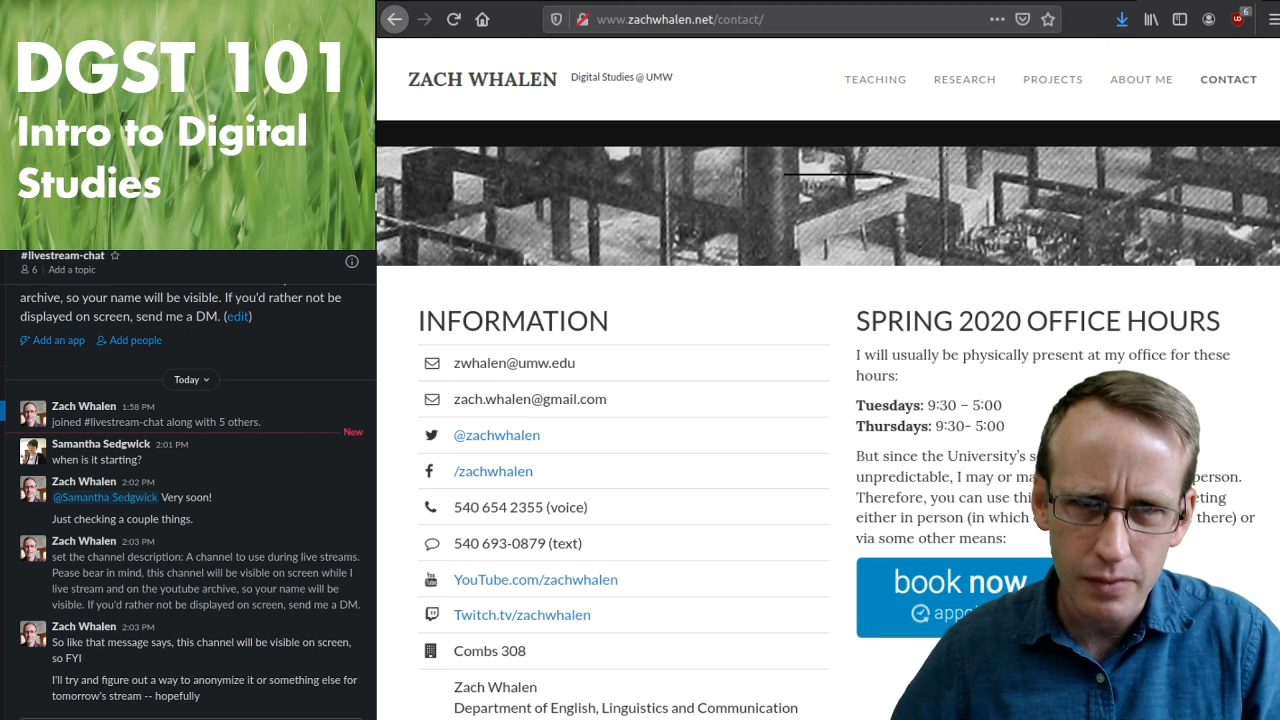 DGST 101
Intro to Digital
Studies
#livestream-chat
6 | Add a topic
archive, so your name will be visible. If you'd rather not be
displayed on screen, send me a DM. (edit)
Add an app Add people
Today
Zach Whalen 1:58 PM
joined #livestream-chat along with 5 others.
New
Samantha Sedgwick 2:01 PM
when is it starting?
Zach Whalen 2:02 PM
@Samantha Sedgwick Very soon!
Just checking a couple things.
Zach Whalen 2:03 PM
set the channel description: A channel to use during live streams.
Pease bear in mind, this channel will be visible on screen while I
live stream and on the youtube archive, so your name will be
visible. If you'd rather not be displayed on screen, send me a DM.
Zach Whalen 2:03 PM
So like that message says, this channel will be visible on screen,
so FYI
I'll try and figure out a way to anonymize it or something else for
tomorrow's stream -- hopefully
www.zachwhalen.net/contact/
6
ZACH WHALEN Digital Studies @ UMW
TEACHING RESEARCH PROJECTS ABOUT ME CONTACT
INFORMATION
zwhalen@umw.edu
zach.whalen@gmail.com
@zachwhalen
/zachwhalen
540 654 2355 (voice)
540 693-0879 (text)
YouTube.com/zachwhalen
Twitch.tv/zachwhalen
Combs 308
Zach Whalen
Department of English, Linguistics and Communication
SPRING 2020 OFFICE HOURS
I will usually be physically present at my office for these
hours:
Tuesdays: 9:30 – 5:00
Thursdays: 9:30- 5:00
But since the University's
unpredictable, I may or person.
Therefore, you can use
either in person (in which there) or
via some other means:
book now